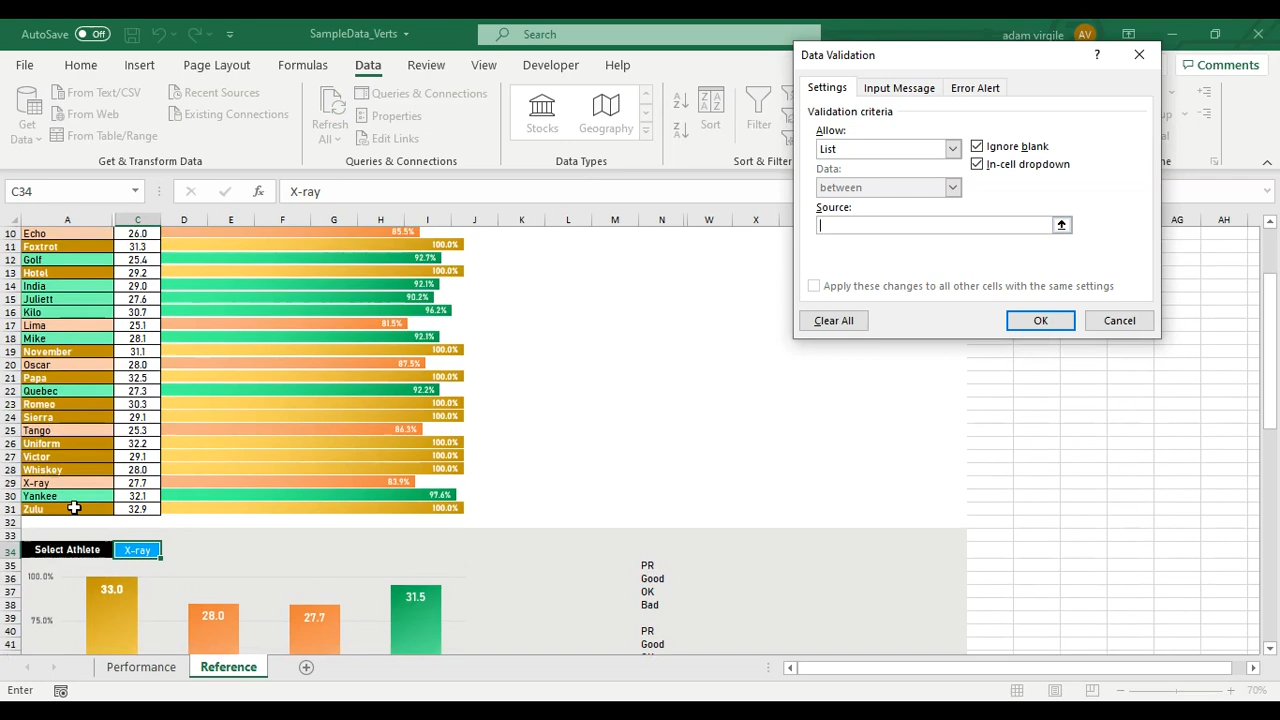 AutoSave Off SampleData_Verts Search adam virgile AV
File Home Insert Page Layout Formulas Data Review View Developer Help Comments
Get Data
From Text/CSV
From Web
From Table/Range
Recent Sources
Existing Connections
Get & Transform Data
Refresh All
Queries & Connections
Properties
Edit Links
Queries & Connections
Stocks Geography
Data Types
Sort Filter
Sort & Filter
Data Validation ?
Settings Input Message Error Alert
Validation criteria
Allow:
List
Ignore blank
In-cell dropdown
Data:
between
Source:
Apply these changes to all other cells with the same settings
Clear All OK Cancel
C34 fx X-ray
A C D E F G H I J K L M N W X AG AH
10 Echo 26.0 85.5%
11 Foxtrot 31.3 100.0%
12 Golf 25.4 92.7%
13 Hotel 29.2 100.0%
14 India 29.0 92.1%
15 Juliett 27.6 90.2%
16 Kilo 30.7 96.2%
17 Lima 25.1 81.5%
18 Mike 28.1 92.1%
19 November 31.1 100.0%
20 Oscar 28.0 87.5%
21 Papa 32.5 100.0%
22 Quebec 27.3 92.2%
23 Romeo 30.3 100.0%
24 Sierra 29.1 100.0%
25 Tango 25.3 86.3%
26 Uniform 32.2 100.0%
27 Victor 29.1 100.0%
28 Whiskey 28.0 100.0%
29 X-ray 27.7 83.9%
30 Yankee 32.1 97.6%
31 Zulu 32.9 100.0%
32
33
34 Select Athlete X-ray
35 PR
36 100.0% Good
37 33.0 28.0 27.7 31.5 OK
38 Bad
39 75.0%
40 PR
41 Good
Performance Reference
Enter 70%